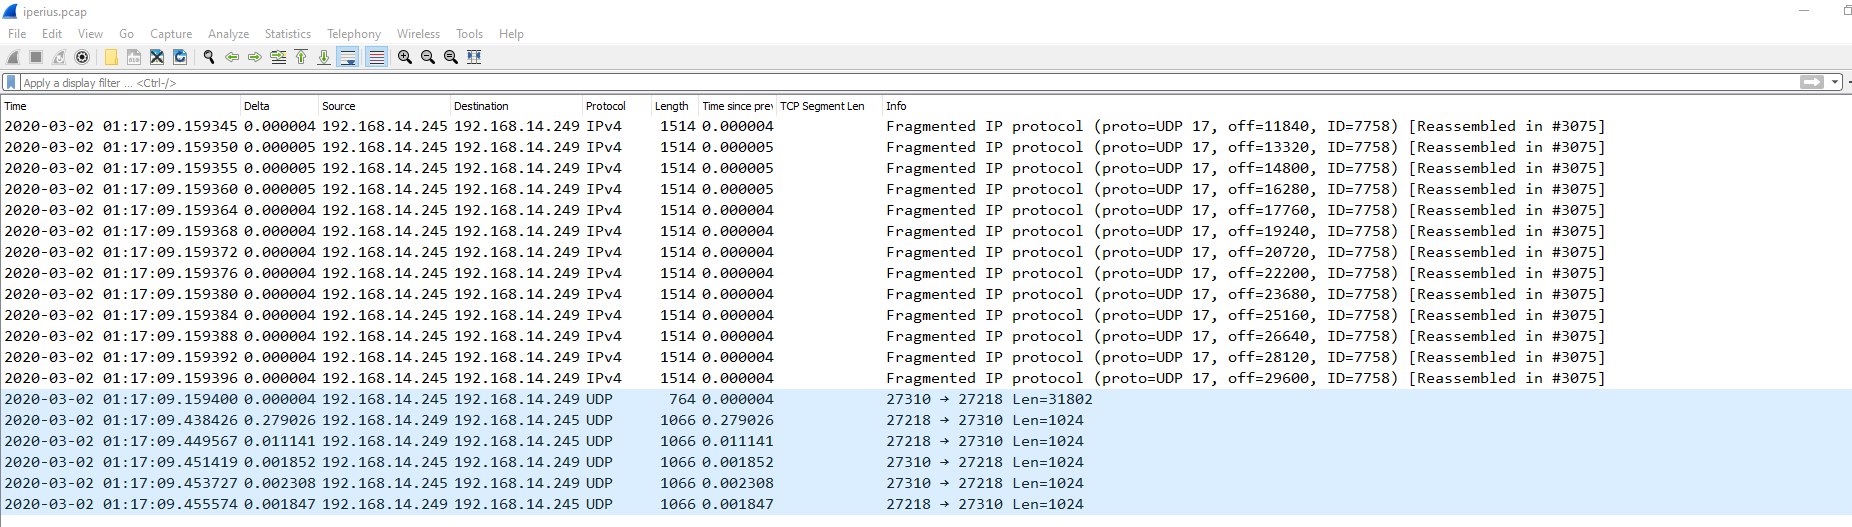 iperius.pcap
File Edit View Go Capture Analyze Statistics Telephony Wireless Tools Help
Apply a display filter ... <Ctrl-/>
Time Delta Source Destination Protocol Length Time since prev TCP Segment Len Info
2020-03-02 01:17:09.159345 0.000004 192.168.14.245 192.168.14.249 IPv4 1514 0.000004 Fragmented IP protocol (proto=UDP 17, off=11840, ID=7758) [Reassembled in #3075]
2020-03-02 01:17:09.159350 0.000005 192.168.14.245 192.168.14.249 IPv4 1514 0.000005 Fragmented IP protocol (proto=UDP 17, off=13320, ID=7758) [Reassembled in #3075]
2020-03-02 01:17:09.159355 0.000005 192.168.14.245 192.168.14.249 IPv4 1514 0.000005 Fragmented IP protocol (proto=UDP 17, off=14800, ID=7758) [Reassembled in #3075]
2020-03-02 01:17:09.159360 0.000005 192.168.14.245 192.168.14.249 IPv4 1514 0.000005 Fragmented IP protocol (proto=UDP 17, off=16280, ID=7758) [Reassembled in #3075]
2020-03-02 01:17:09.159364 0.000004 192.168.14.245 192.168.14.249 IPv4 1514 0.000004 Fragmented IP protocol (proto=UDP 17, off=17760, ID=7758) [Reassembled in #3075]
2020-03-02 01:17:09.159368 0.000004 192.168.14.245 192.168.14.249 IPv4 1514 0.000004 Fragmented IP protocol (proto=UDP 17, off=19240, ID=7758) [Reassembled in #3075]
2020-03-02 01:17:09.159372 0.000004 192.168.14.245 192.168.14.249 IPv4 1514 0.000004 Fragmented IP protocol (proto=UDP 17, off=20720, ID=7758) [Reassembled in #3075]
2020-03-02 01:17:09.159376 0.000004 192.168.14.245 192.168.14.249 IPv4 1514 0.000004 Fragmented IP protocol (proto=UDP 17, off=22200, ID=7758) [Reassembled in #3075]
2020-03-02 01:17:09.159380 0.000004 192.168.14.245 192.168.14.249 IPv4 1514 0.000004 Fragmented IP protocol (proto=UDP 17, off=23680, ID=7758) [Reassembled in #3075]
2020-03-02 01:17:09.159384 0.000004 192.168.14.245 192.168.14.249 IPv4 1514 0.000004 Fragmented IP protocol (proto=UDP 17, off=25160, ID=7758) [Reassembled in #3075]
2020-03-02 01:17:09.159388 0.000004 192.168.14.245 192.168.14.249 IPv4 1514 0.000004 Fragmented IP protocol (proto=UDP 17, off=26640, ID=7758) [Reassembled in #3075]
2020-03-02 01:17:09.159392 0.000004 192.168.14.245 192.168.14.249 IPv4 1514 0.000004 Fragmented IP protocol (proto=UDP 17, off=28120, ID=7758) [Reassembled in #3075]
2020-03-02 01:17:09.159396 0.000004 192.168.14.245 192.168.14.249 IPv4 1514 0.000004 Fragmented IP protocol (proto=UDP 17, off=29600, ID=7758) [Reassembled in #3075]
2020-03-02 01:17:09.159400 0.000004 192.168.14.245 192.168.14.249 UDP 764 0.000004 27310 → 27218 Len=31802
2020-03-02 01:17:09.438426 0.279026 192.168.14.249 192.168.14.245 UDP 1066 0.279026 27218 → 27310 Len=1024
2020-03-02 01:17:09.449567 0.011141 192.168.14.249 192.168.14.245 UDP 1066 0.011141 27218 → 27310 Len=1024
2020-03-02 01:17:09.451419 0.001852 192.168.14.245 192.168.14.249 UDP 1066 0.001852 27310 → 27218 Len=1024
2020-03-02 01:17:09.453727 0.002308 192.168.14.245 192.168.14.249 UDP 1066 0.002308 27310 → 27218 Len=1024
2020-03-02 01:17:09.455574 0.001847 192.168.14.249 192.168.14.245 UDP 1066 0.001847 27218 → 27310 Len=1024